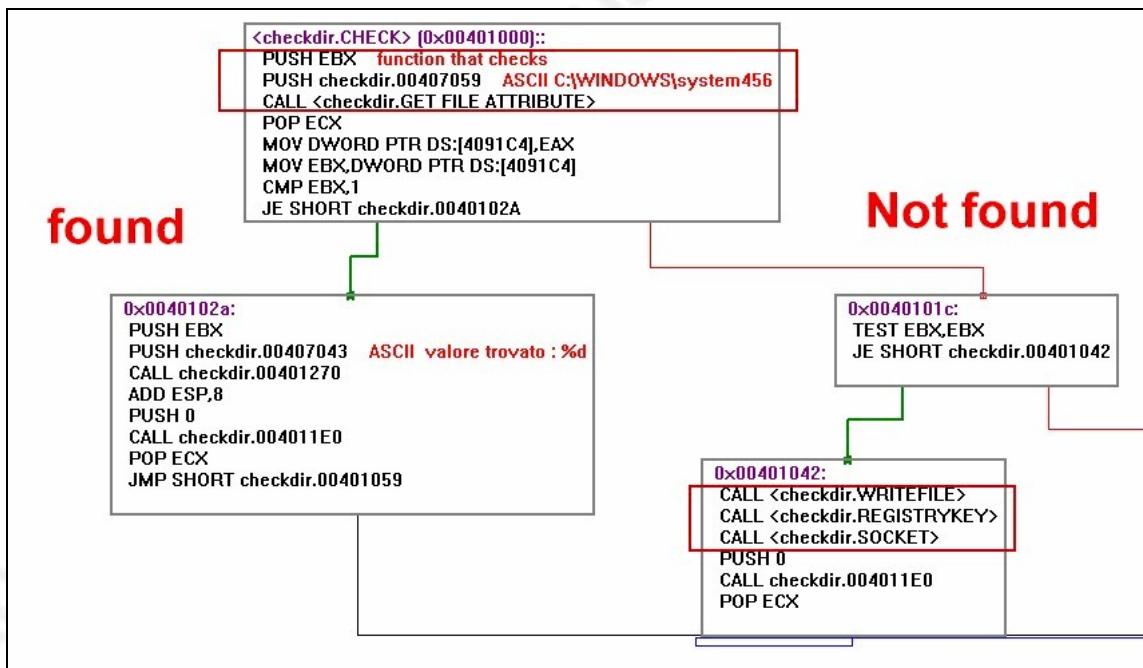 <checkdir.CHECK> (0x00401000)::
PUSH EBX function that checks
PUSH checkdir.00407059 ASCII C:\WINDOWS\system456
CALL <checkdir.GET FILE ATTRIBUTE>
POP ECX
MOV DWORD PTR DS:[4091C4],EAX
MOV EBX,DWORD PTR DS:[4091C4]
CMP EBX,1
JE SHORT checkdir.0040102A
found
Not found
0x0040102a:
PUSH EBX
PUSH checkdir.00407043 ASCII valore trovato : %d
CALL checkdir.00401270
ADD ESP,8
PUSH 0
CALL checkdir.004011E0
POP ECX
JMP SHORT checkdir.00401059
0x0040101c:
TEST EBX,EBX
JE SHORT checkdir.00401042
0x00401042:
CALL <checkdir.WRITEFILE>
CALL <checkdir.REGISTRYKEY>
CALL <checkdir.SOCKET>
PUSH 0
CALL checkdir.004011E0
POP ECX